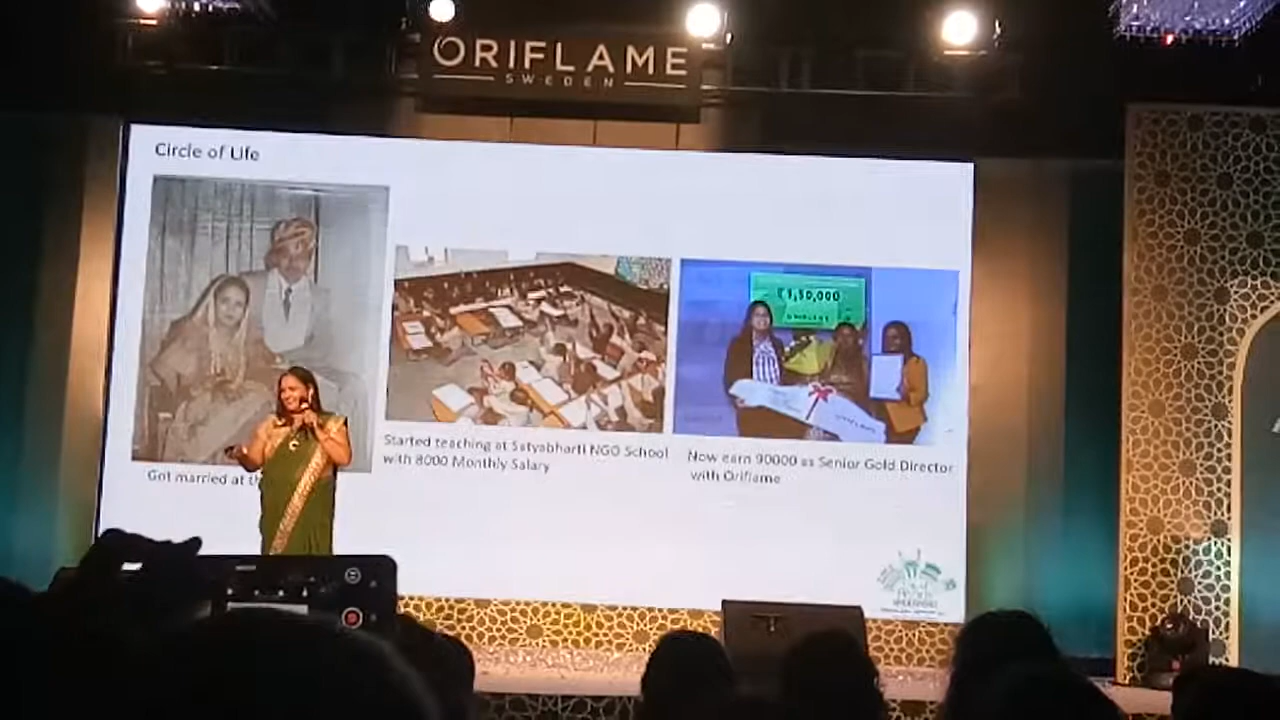 ORIFLAME
SWEDEN
Circle of Life
₹1,50,000
Got married at th
Started teaching at Satyabharti NGO School
with 8000 Monthly Salary
Now earn 90000 as Senior Gold Director
with Oriflame